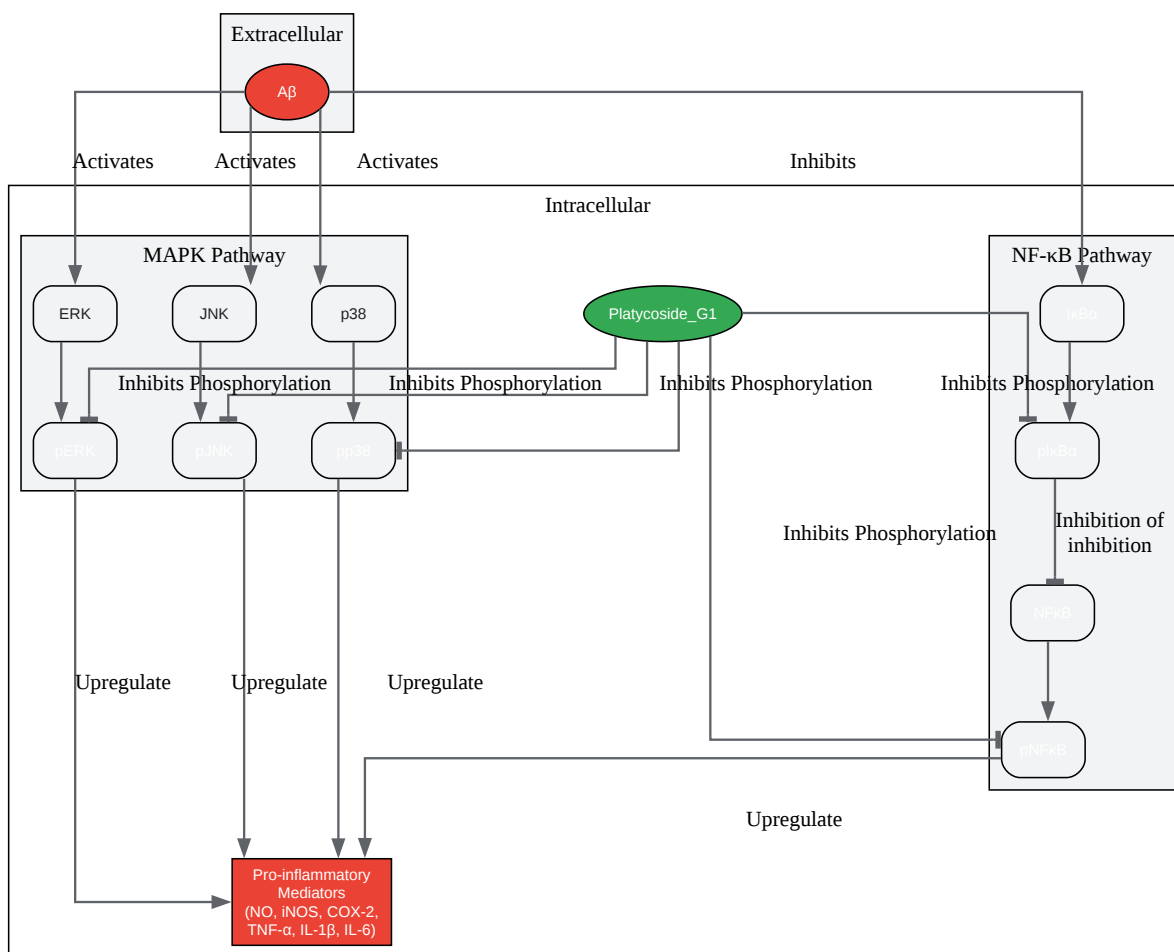 Extracellular
Aβ
Activates
Activates
Activates
Inhibits
Intracellular
MAPK Pathway
NF-κB Pathway
ERK
JNK
p38
Platycoside_G1
IκBα
Inhibits Phosphorylation
Inhibits Phosphorylation
Inhibits Phosphorylation
Inhibits Phosphorylation
pERK
pJNK
pp38
pIκBα
Inhibits Phosphorylation
Inhibition of
inhibition
NFκB
Upregulate
Upregulate
Upregulate
pNFκB
Upregulate
Pro-inflammatory
Mediators
(NO, iNOS, COX-2,
TNF-α, IL-1β, IL-6)